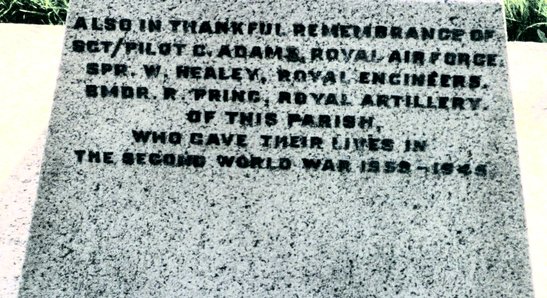 ALSO IN THANKFUL REMEMBRANCE OF
SGT/PILOT C. ADAMS, ROYAL AIR FORCE.
SPR. W. HEALEY, ROYAL ENGINEERS.
BMDR. R. PRING, ROYAL ARTILLERY.
OF THIS PARISH,
WHO GAVE THEIR LIVES IN
THE SECOND WORLD WAR 1939-1945